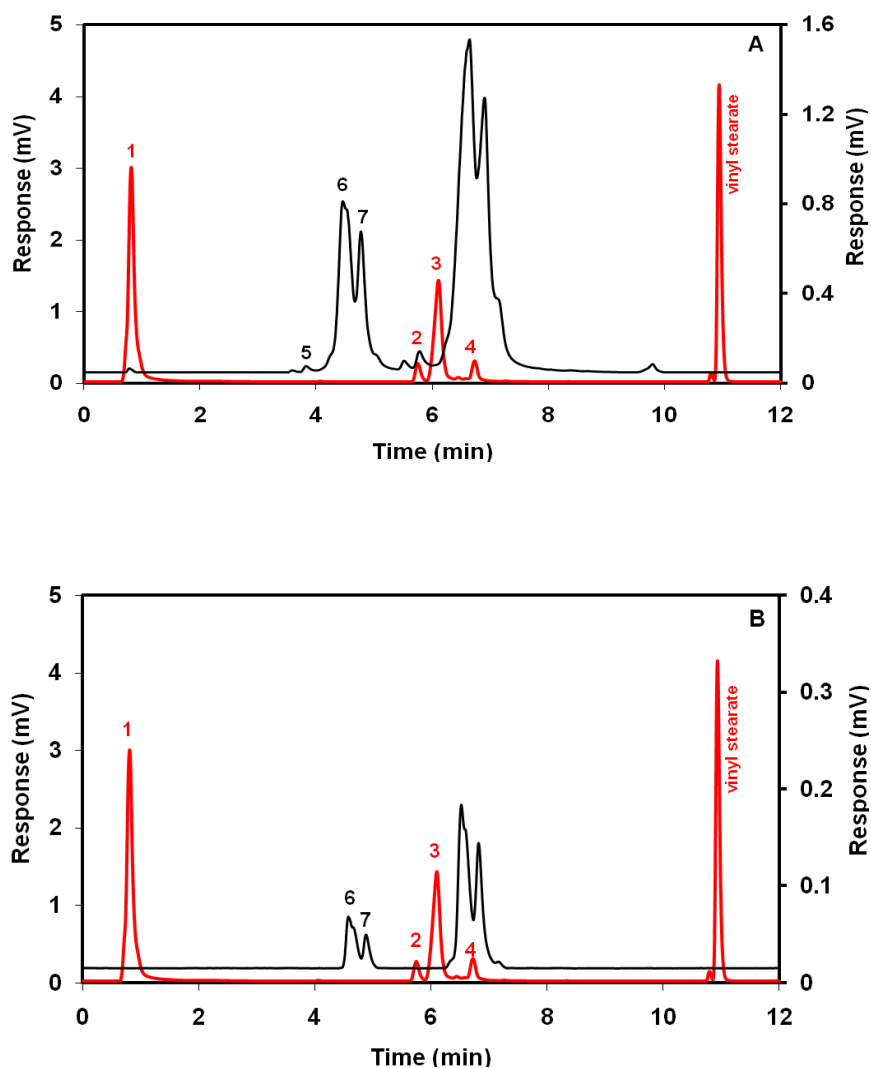 5 1.6
A
4 1.2
1 vinyl stearate
Response (mV) 3 6 0.8 Response (mV)
7
2 3
1 2 4 0.4
5
0 0
0 2 4 6 8 10 12
Time (min)
5 0.4
B
4 0.3
1 vinyl stearate
Response (mV) 3 0.2 Response (mV)
2 3
1 6 7 2 4 0.1
0 0
0 2 4 6 8 10 12
Time (min)